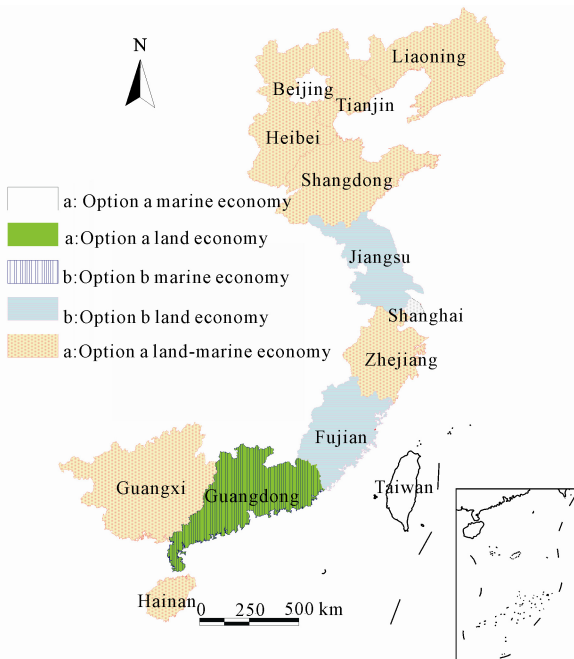 N
Liaoning
Beijing
Tianjin
Heibei
Shangdong
a: Option a marine economy
a:Option a land economy
b:Option b marine economy
b:Option b land economy
a:Option a land-marine economy
Jiangsu
Shanghai
Zhejiang
Fujian
Guangxi
Guangdong
Taiwan
Hainan
0 250 500 km